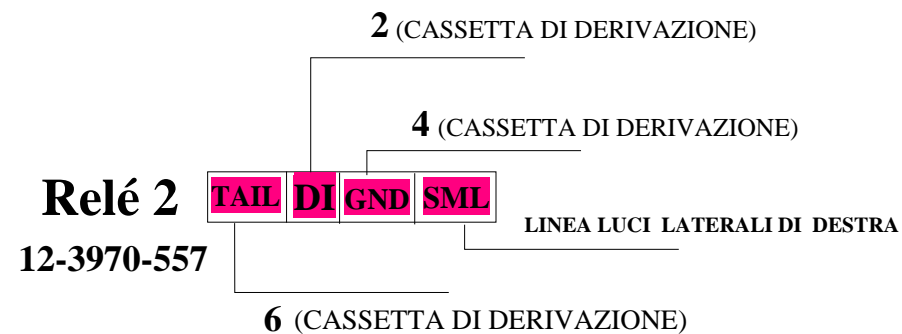 2 (CASSETTA DI DERIVAZIONE)
4 (CASSETTA DI DERIVAZIONE)
Relé 2 TAIL DI GND SML
LINEA LUCI LATERALI DI DESTRA
12-3970-557
6 (CASSETTA DI DERIVAZIONE)